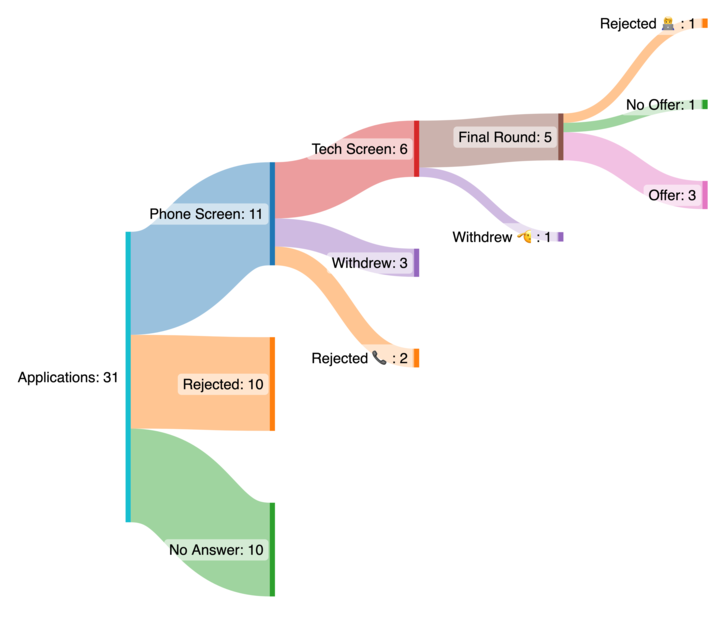 Rejected 👨‍💻 : 1
No Offer: 1
Final Round: 5
Tech Screen: 6
Offer: 3
Phone Screen: 11
Withdrew 🫡 : 1
Withdrew: 3
Rejected 📞 : 2
Applications: 31
Rejected: 10
No Answer: 10